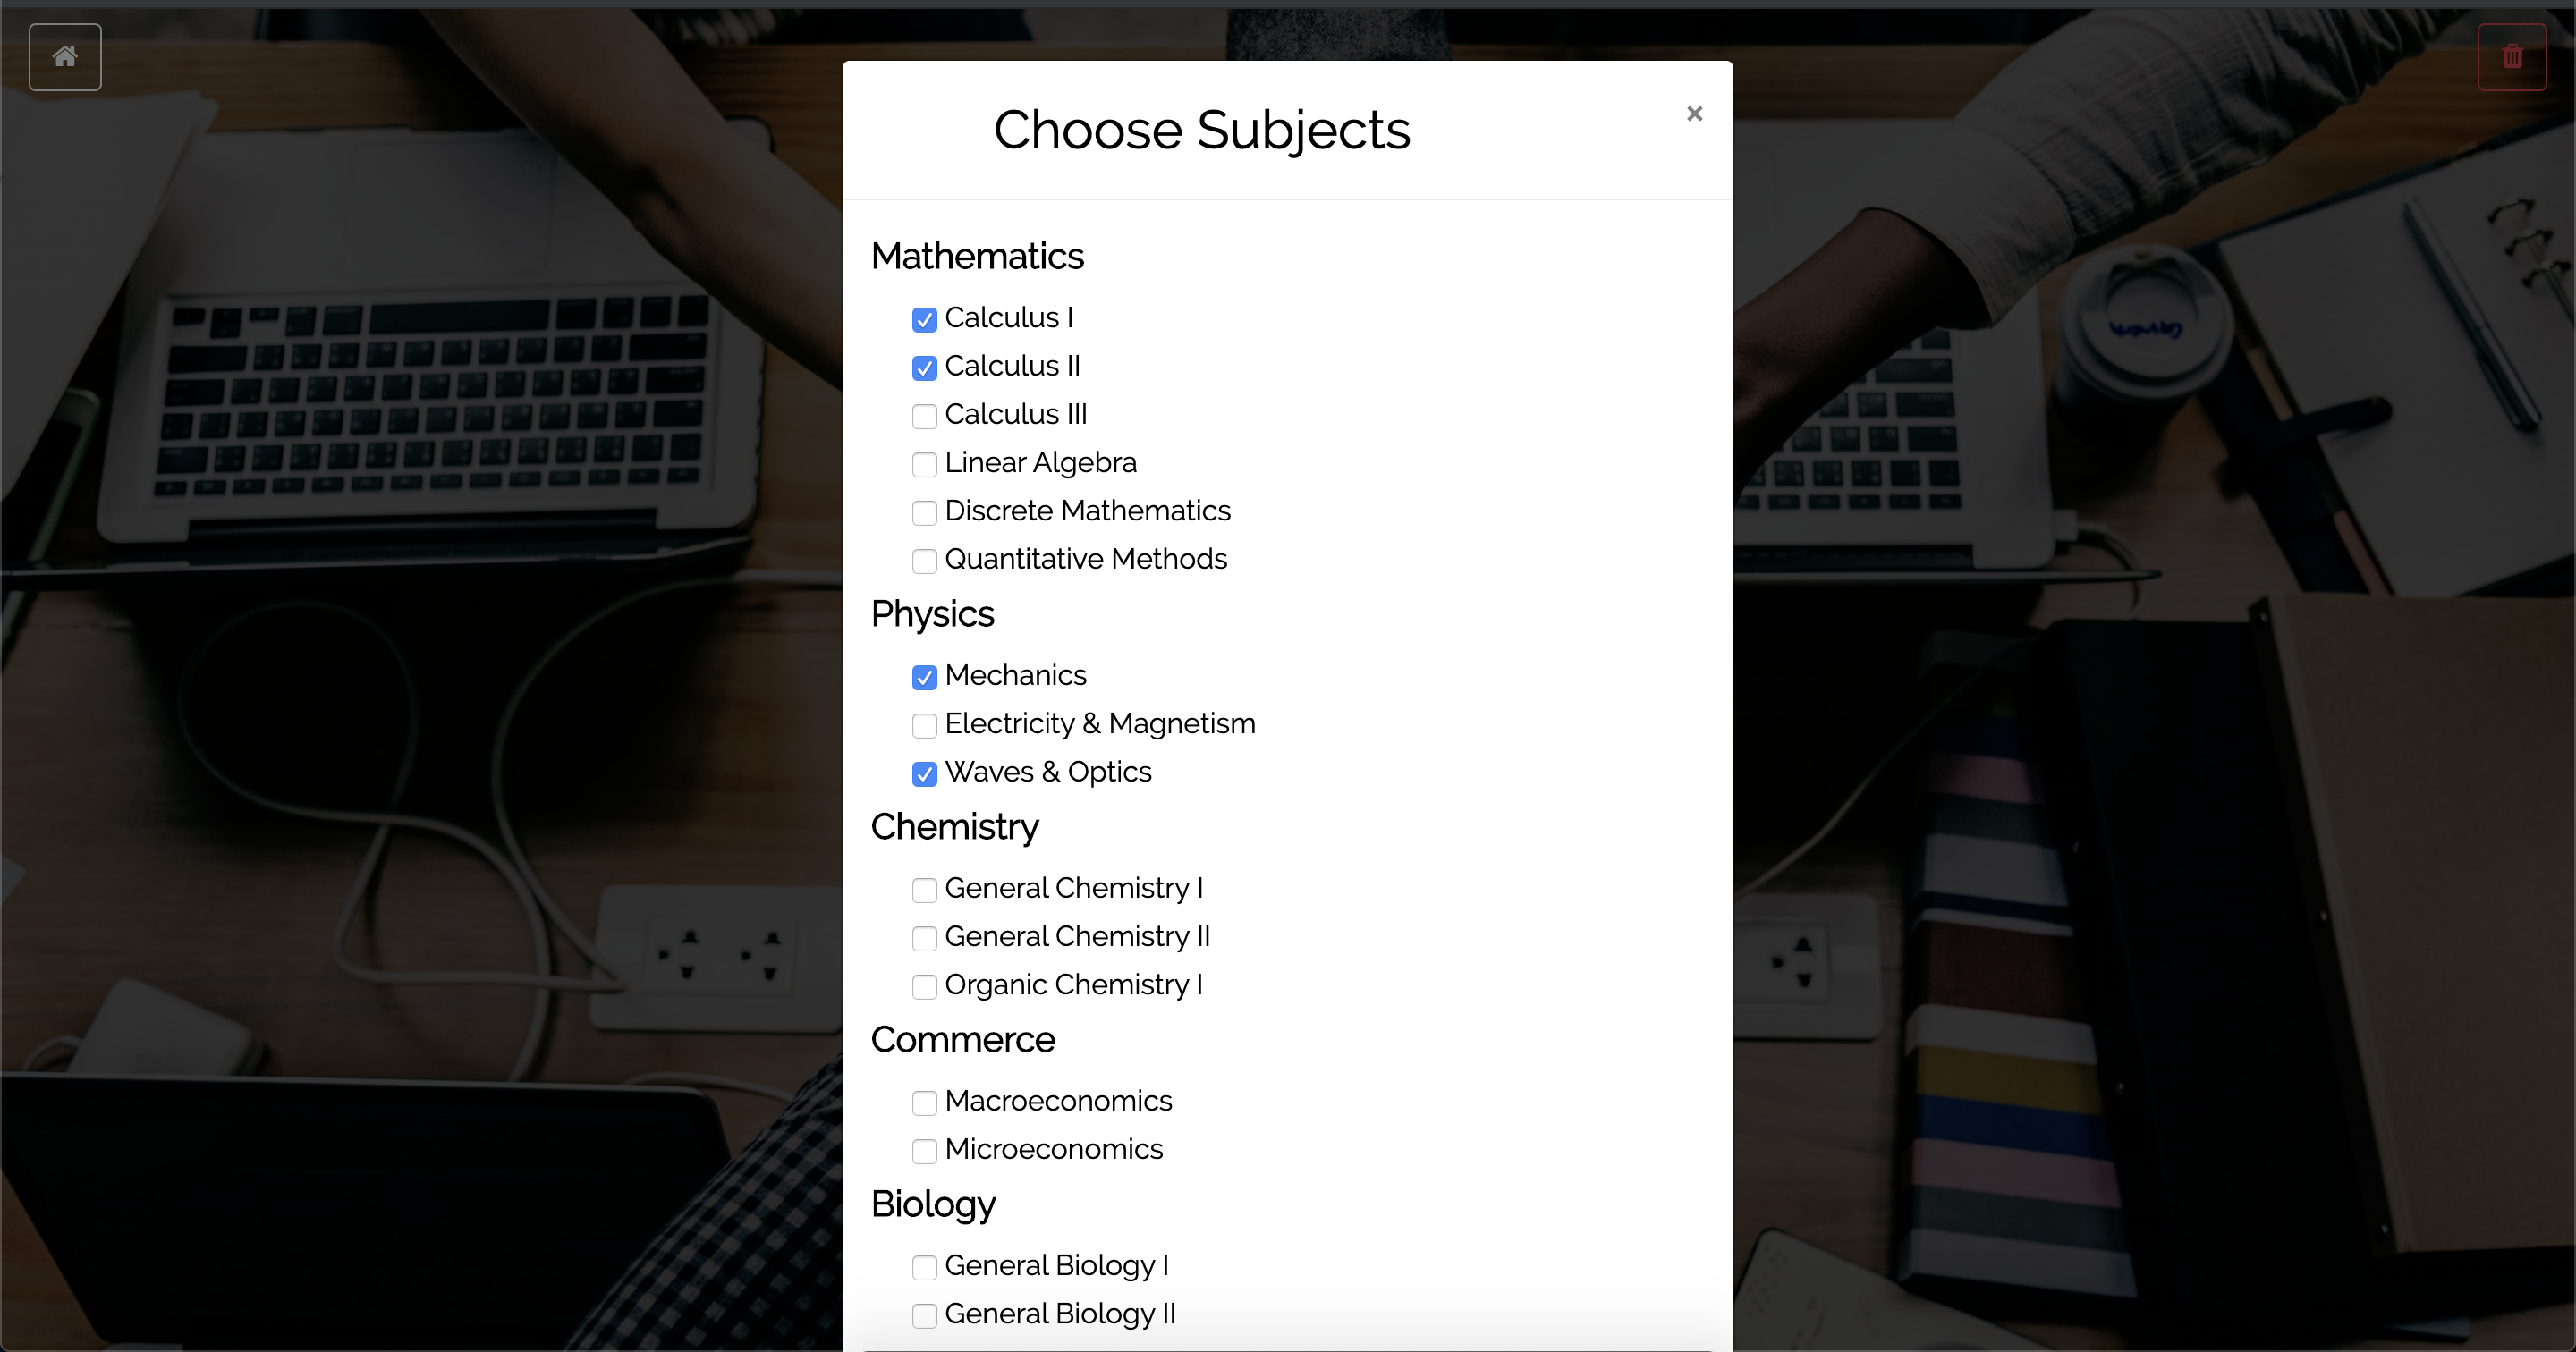 Choose Subjects
×
Mathematics
Calculus I
Calculus II
Calculus III
Linear Algebra
Discrete Mathematics
Quantitative Methods
Physics
Mechanics
Electricity & Magnetism
Waves & Optics
Chemistry
General Chemistry I
General Chemistry II
Organic Chemistry I
Commerce
Macroeconomics
Microeconomics
Biology
General Biology I
General Biology II